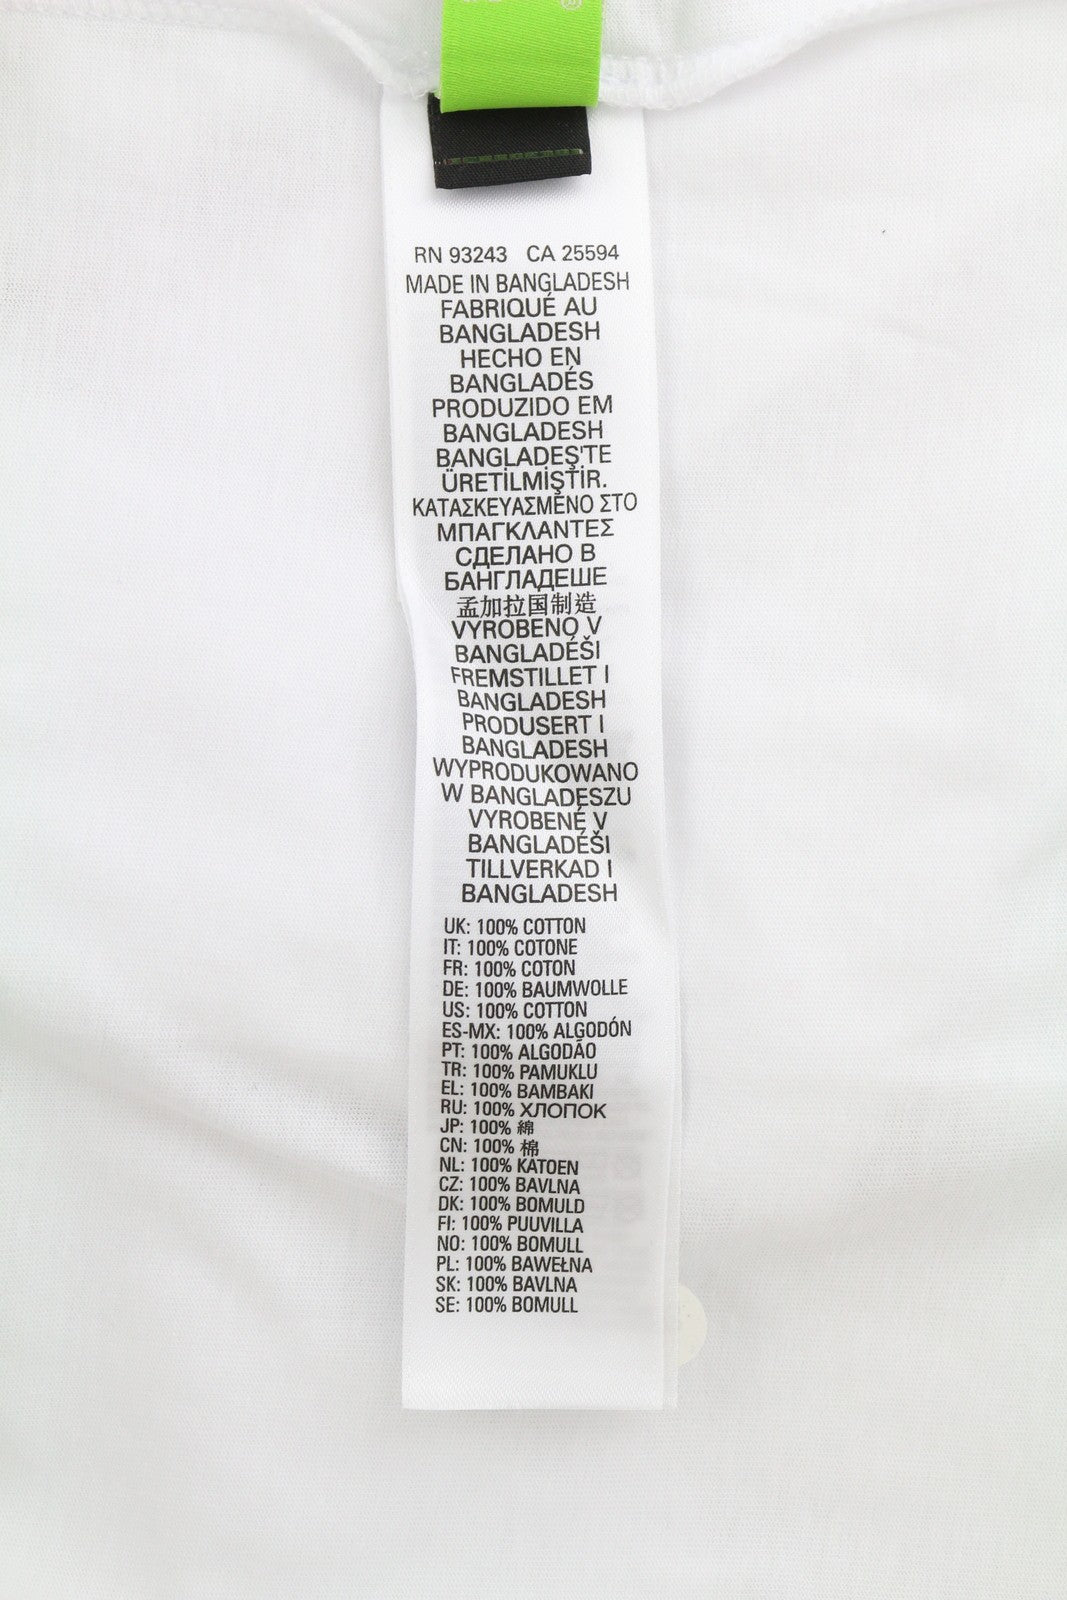 RN 93243 CA 25594
MADE IN BANGLADESH
FABRIQUÉ AU
BANGLADESH
HECHO EN
BANGLADÉS
PRODUZIDO EM
BANGLADESH
BANGLADEŞ'TE
ÜRETİLMİŞTİR.
ΚΑΤΑΣΚΕΥΑΣΜΕΝΟ ΣΤΟ
ΜΠΑΓΚΛΑΝΤΕΣ
СДЕЛАНО В
БАНГЛАДЕШЕ
孟加拉国制造
VYROBENO V
BANGLADÉŠI
FREMSTILLET I
BANGLADESH
PRODUSERT I
BANGLADESH
WYPRODUKOWANO
W BANGLADESZU
VYROBENÉ V
BANGLADÉŠI
TILLVERKAD I
BANGLADESH
UK: 100% COTTON
IT: 100% COTONE
FR: 100% COTON
DE: 100% BAUMWOLLE
US: 100% COTTON
ES-MX: 100% ALGODÓN
PT: 100% ALGODÃO
TR: 100% PAMUKLU
EL: 100% ΒΑΜΒΑΚΙ
RU: 100% ХЛОПОК
JP: 100% 綿
CN: 100% 棉
NL: 100% KATOEN
CZ: 100% BAVLNA
DK: 100% BOMULD
FI: 100% PUUVILLA
NO: 100% BOMULL
PL: 100% BAWEŁNA
SK: 100% BAVLNA
SE: 100% BOMULL